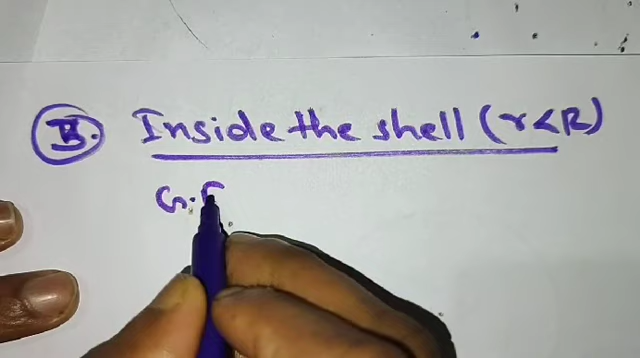 B. Inside the shell (r<R)
G.F